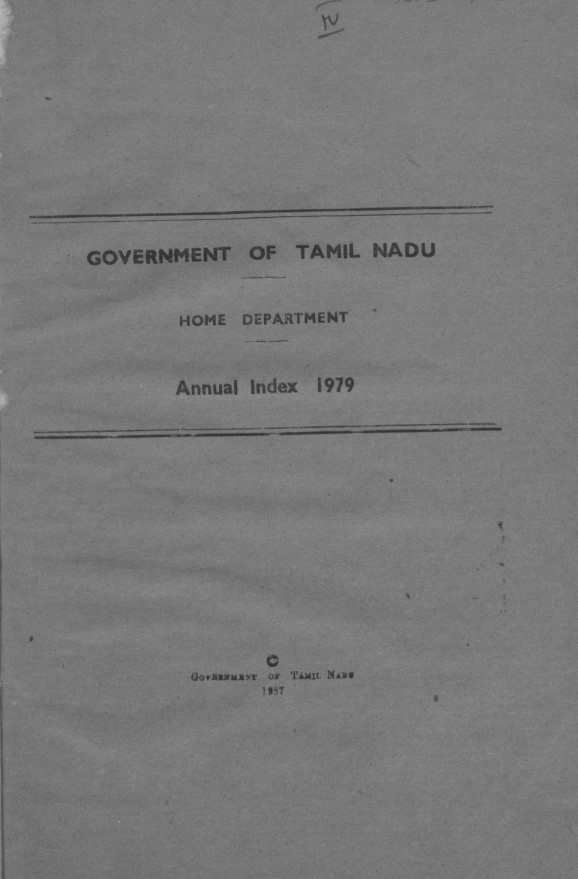 IV
GOVERNMENT OF TAMIL NADU
HOME DEPARTMENT
Annual Index 1979
©
GOVERNMENT OF TAMIL NADU
1987